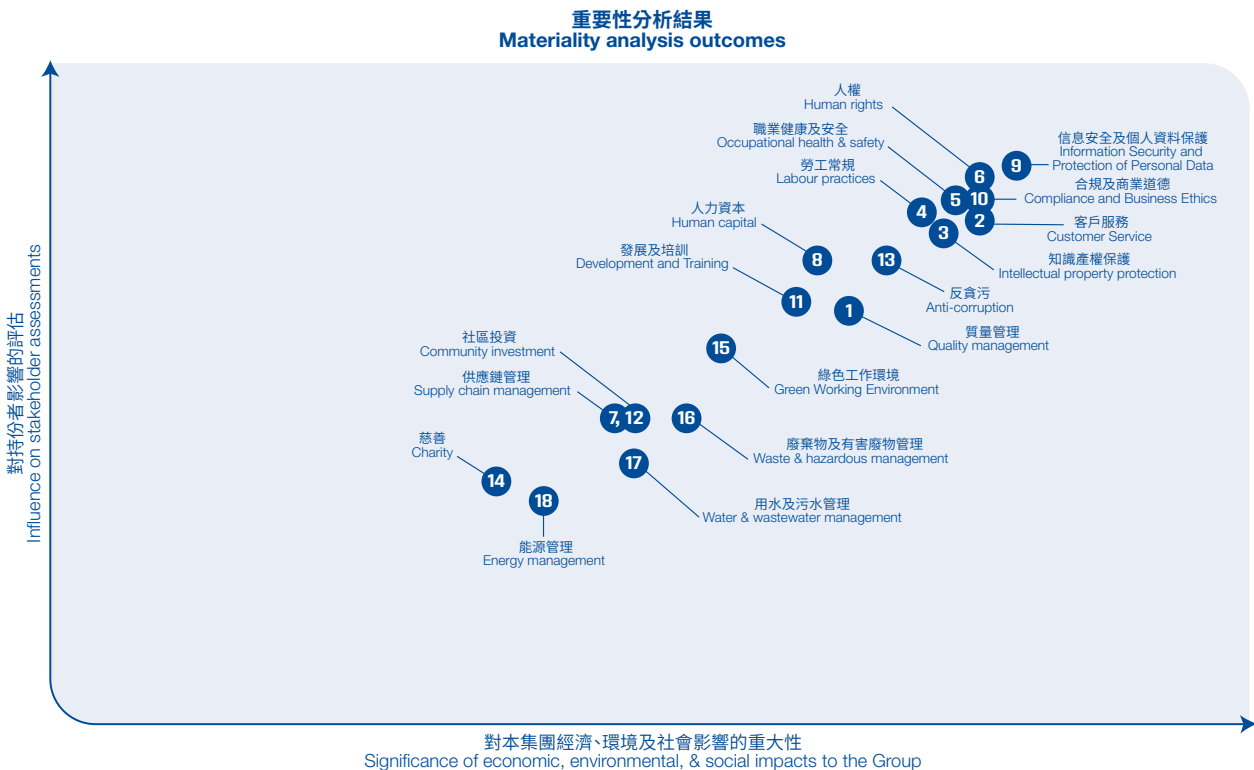 重要性分析結果
Materiality analysis outcomes
對持份者影響的評估
Influence on stakeholder assessments
人權
Human rights
職業健康及安全
Occupational health & safety
勞工常規
Labour practices
信息安全及個人資料保護
Information Security and
Protection of Personal Data
9
6
合規及商業道德
Compliance and Business Ethics
5
10
4
2
3
客戶服務
Customer Service
人力資本
Human capital
知識產權保護
Intellectual property protection
發展及培訓
Development and Training
8
13
反貪污
Anti-corruption
11
1
質量管理
Quality management
社區投資
Community investment
15
供應鏈管理
Supply chain management
綠色工作環境
Green Working Environment
7, 12
16
慈善
Charity
廢棄物及有害廢物管理
Waste & hazardous management
17
14
18
用水及污水管理
Water & wastewater management
能源管理
Energy management
對本集團經濟、環境及社會影響的重大性
Significance of economic, environmental, & social impacts to the Group